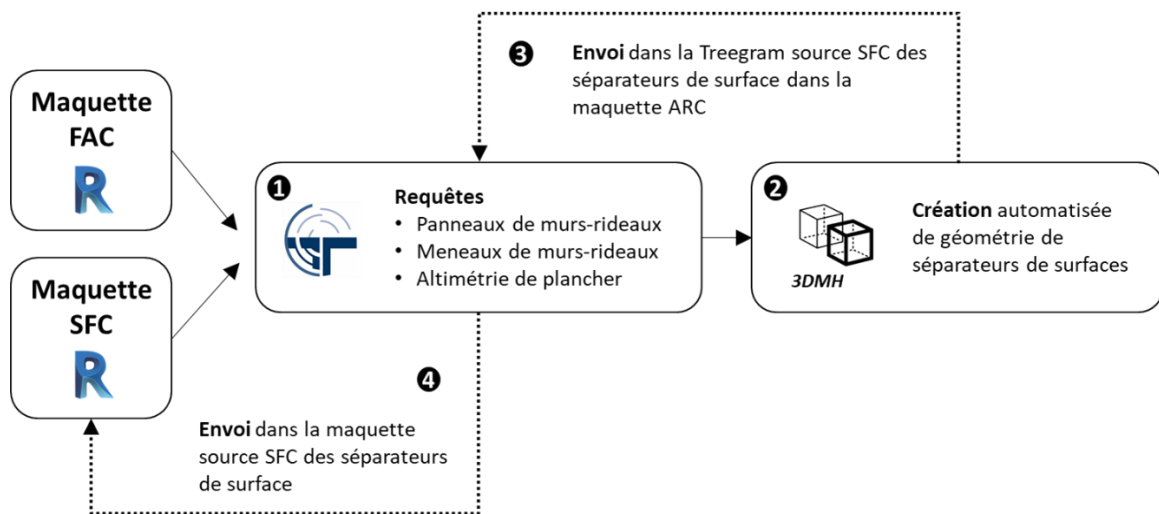 Maquette
FAC
R
Maquette
SFC
R
❶
Requêtes
• Panneaux de murs-rideaux
• Meneaux de murs-rideaux
• Altimétrie de plancher
❷
3DMH
Création automatisée
de géométrie de
séparateurs de surfaces
❸
Envoi dans la Treegram source SFC des
séparateurs de surface dans la
maquette ARC
❹
Envoi dans la maquette
source SFC des séparateurs
de surface